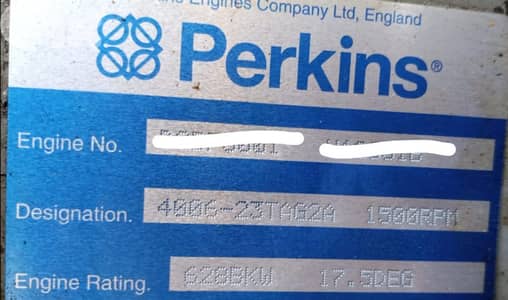 Engines Company Ltd, England
Perkins®
Engine No.
Designation. 4006-23TAG2A 1500RPM
Engine Rating. 628BKW 17.5DEG